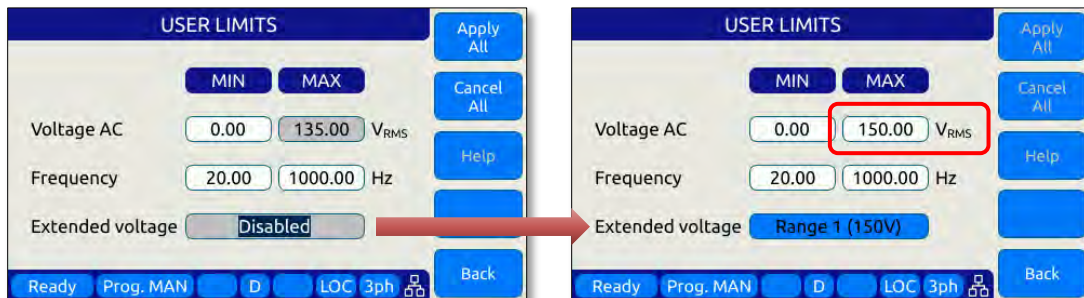 USER LIMITS
MIN MAX
Voltage AC 0.00 135.00 VRMS
Frequency 20.00 1000.00 Hz
Extended voltage Disabled
Ready Prog. MAN D LOC 3ph
Apply
All
Cancel
All
Help
Back
USER LIMITS
MIN MAX
Voltage AC 0.00 150.00 VRMS
Frequency 20.00 1000.00 Hz
Extended voltage Range 1 (150V)
Ready Prog. MAN D LOC 3ph
Apply
All
Cancel
All
Help
Back